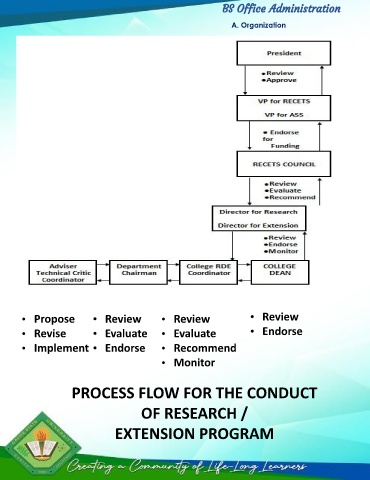 BS Office Administration
A. Organization
President
• Review
• Approve
VP for RECETS
VP for ASS
• Endorse
for
Funding
RECETS COUNCIL
• Review
• Evaluate
• Recommend
Director for Research
Director for Extension
• Review
• Endorse
• Monitor
Adviser
Technical Critic
Coordinator
Department
Chairman
College RDE
Coordinator
COLLEGE
DEAN
• Propose
• Revise
• Implement
• Review
• Evaluate
• Endorse
• Review
• Evaluate
• Recommend
• Monitor
• Review
• Endorse
PROCESS FLOW FOR THE CONDUCT
OF RESEARCH /
EXTENSION PROGRAM
Creating a Community of Life-Long Learners